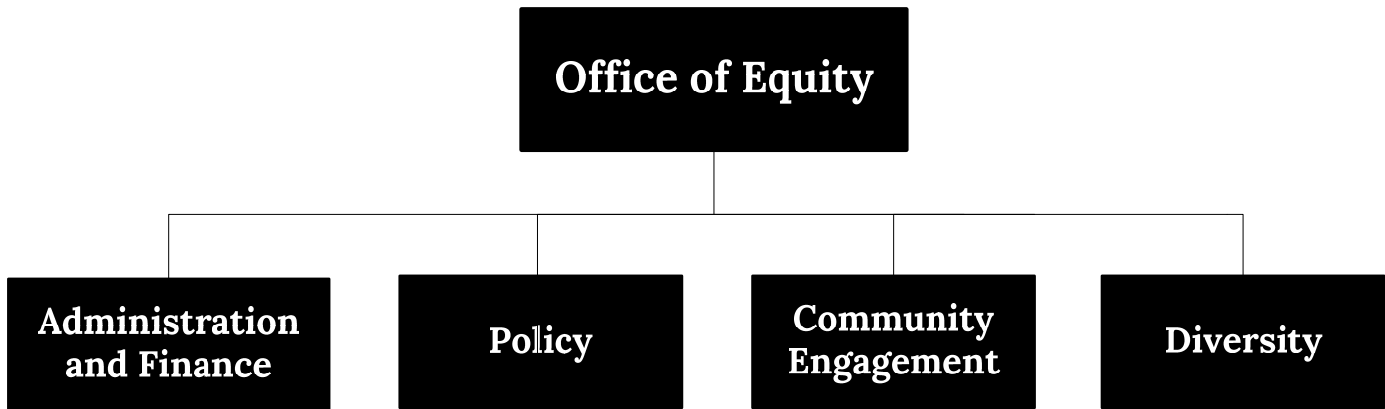 Office of Equity
Administration
and Finance
Policy
Community
Engagement
Diversity